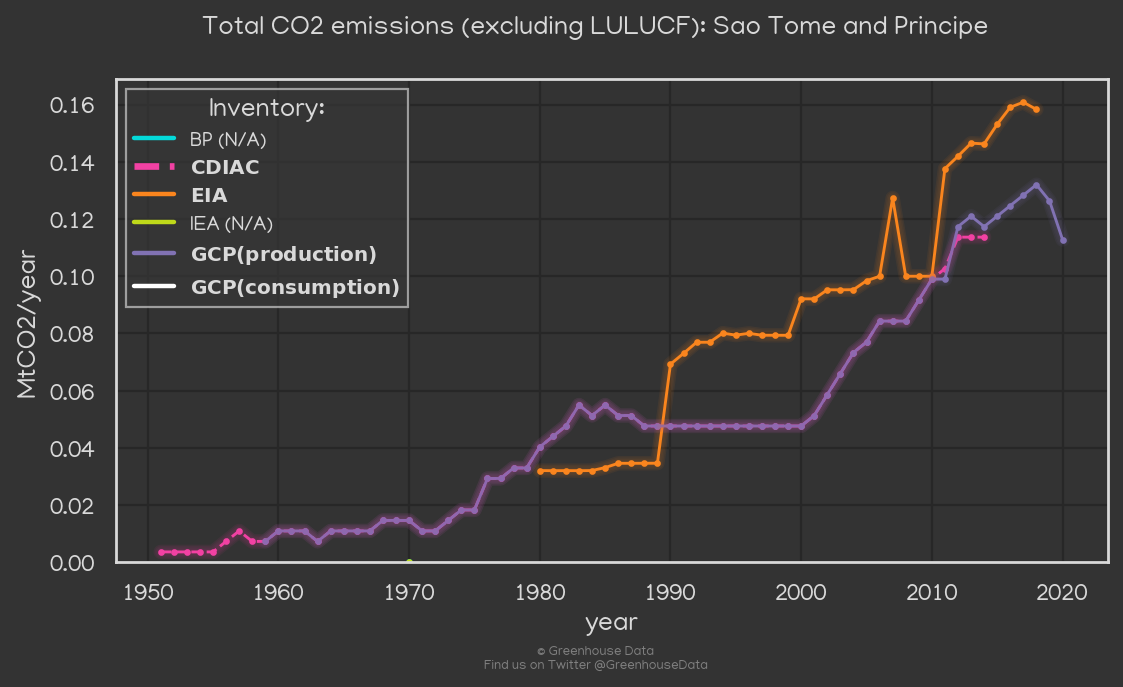 Total CO2 emissions (excluding LULUCF): Sao Tome and Principe
Inventory:
BP (N/A)
CDIAC
EIA
IEA (N/A)
GCP(production)
GCP(consumption)
MtCO2/year
0.16
0.14
0.12
0.10
0.08
0.06
0.04
0.02
0.00
1950 1960 1970 1980 1990 2000 2010 2020
year
© Greenhouse Data
Find us on Twitter @GreenhouseData